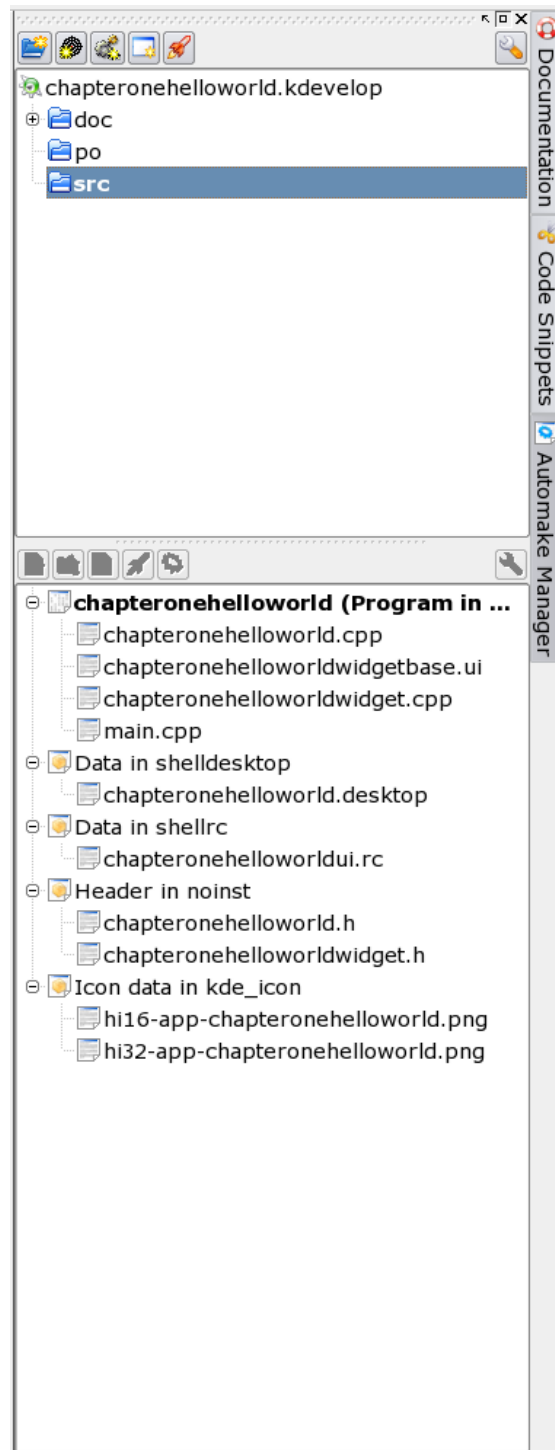 chapteronehelloworld.kdevelop
doc
po
src
chapteronehelloworld (Program in ...
chapteronehelloworld.cpp
chapteronehelloworldwidgetbase.ui
chapteronehelloworldwidget.cpp
main.cpp
Data in shelldesktop
chapteronehelloworld.desktop
Data in shellrc
chapteronehelloworldui.rc
Header in noinst
chapteronehelloworld.h
chapteronehelloworldwidget.h
Icon data in kde_icon
hi16-app-chapteronehelloworld.png
hi32-app-chapteronehelloworld.png
Documentation
Code Snippets
Automake Manager